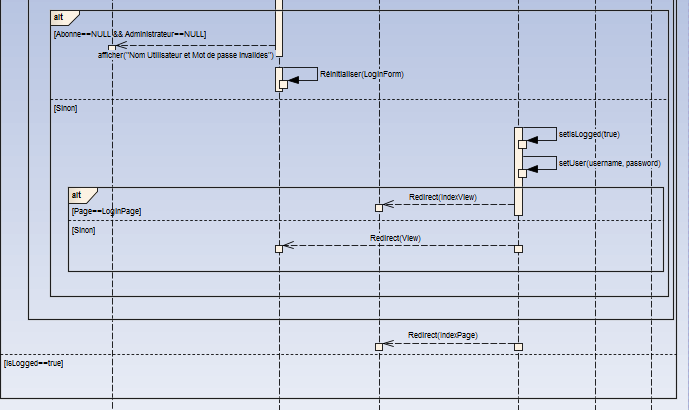 alt
[Abonne==NULL && Administrateur==NULL]
afficher("Nom Utilisateur et Mot de passe invalides")
Réinitialiser(LoginForm)
[Sinon]
setIsLogged(true)
setUser(username, password)
alt
Redirect(IndexView)
[Page==LoginPage]
[Sinon]
Redirect(View)
Redirect(IndexPage)
[IsLogged==true]